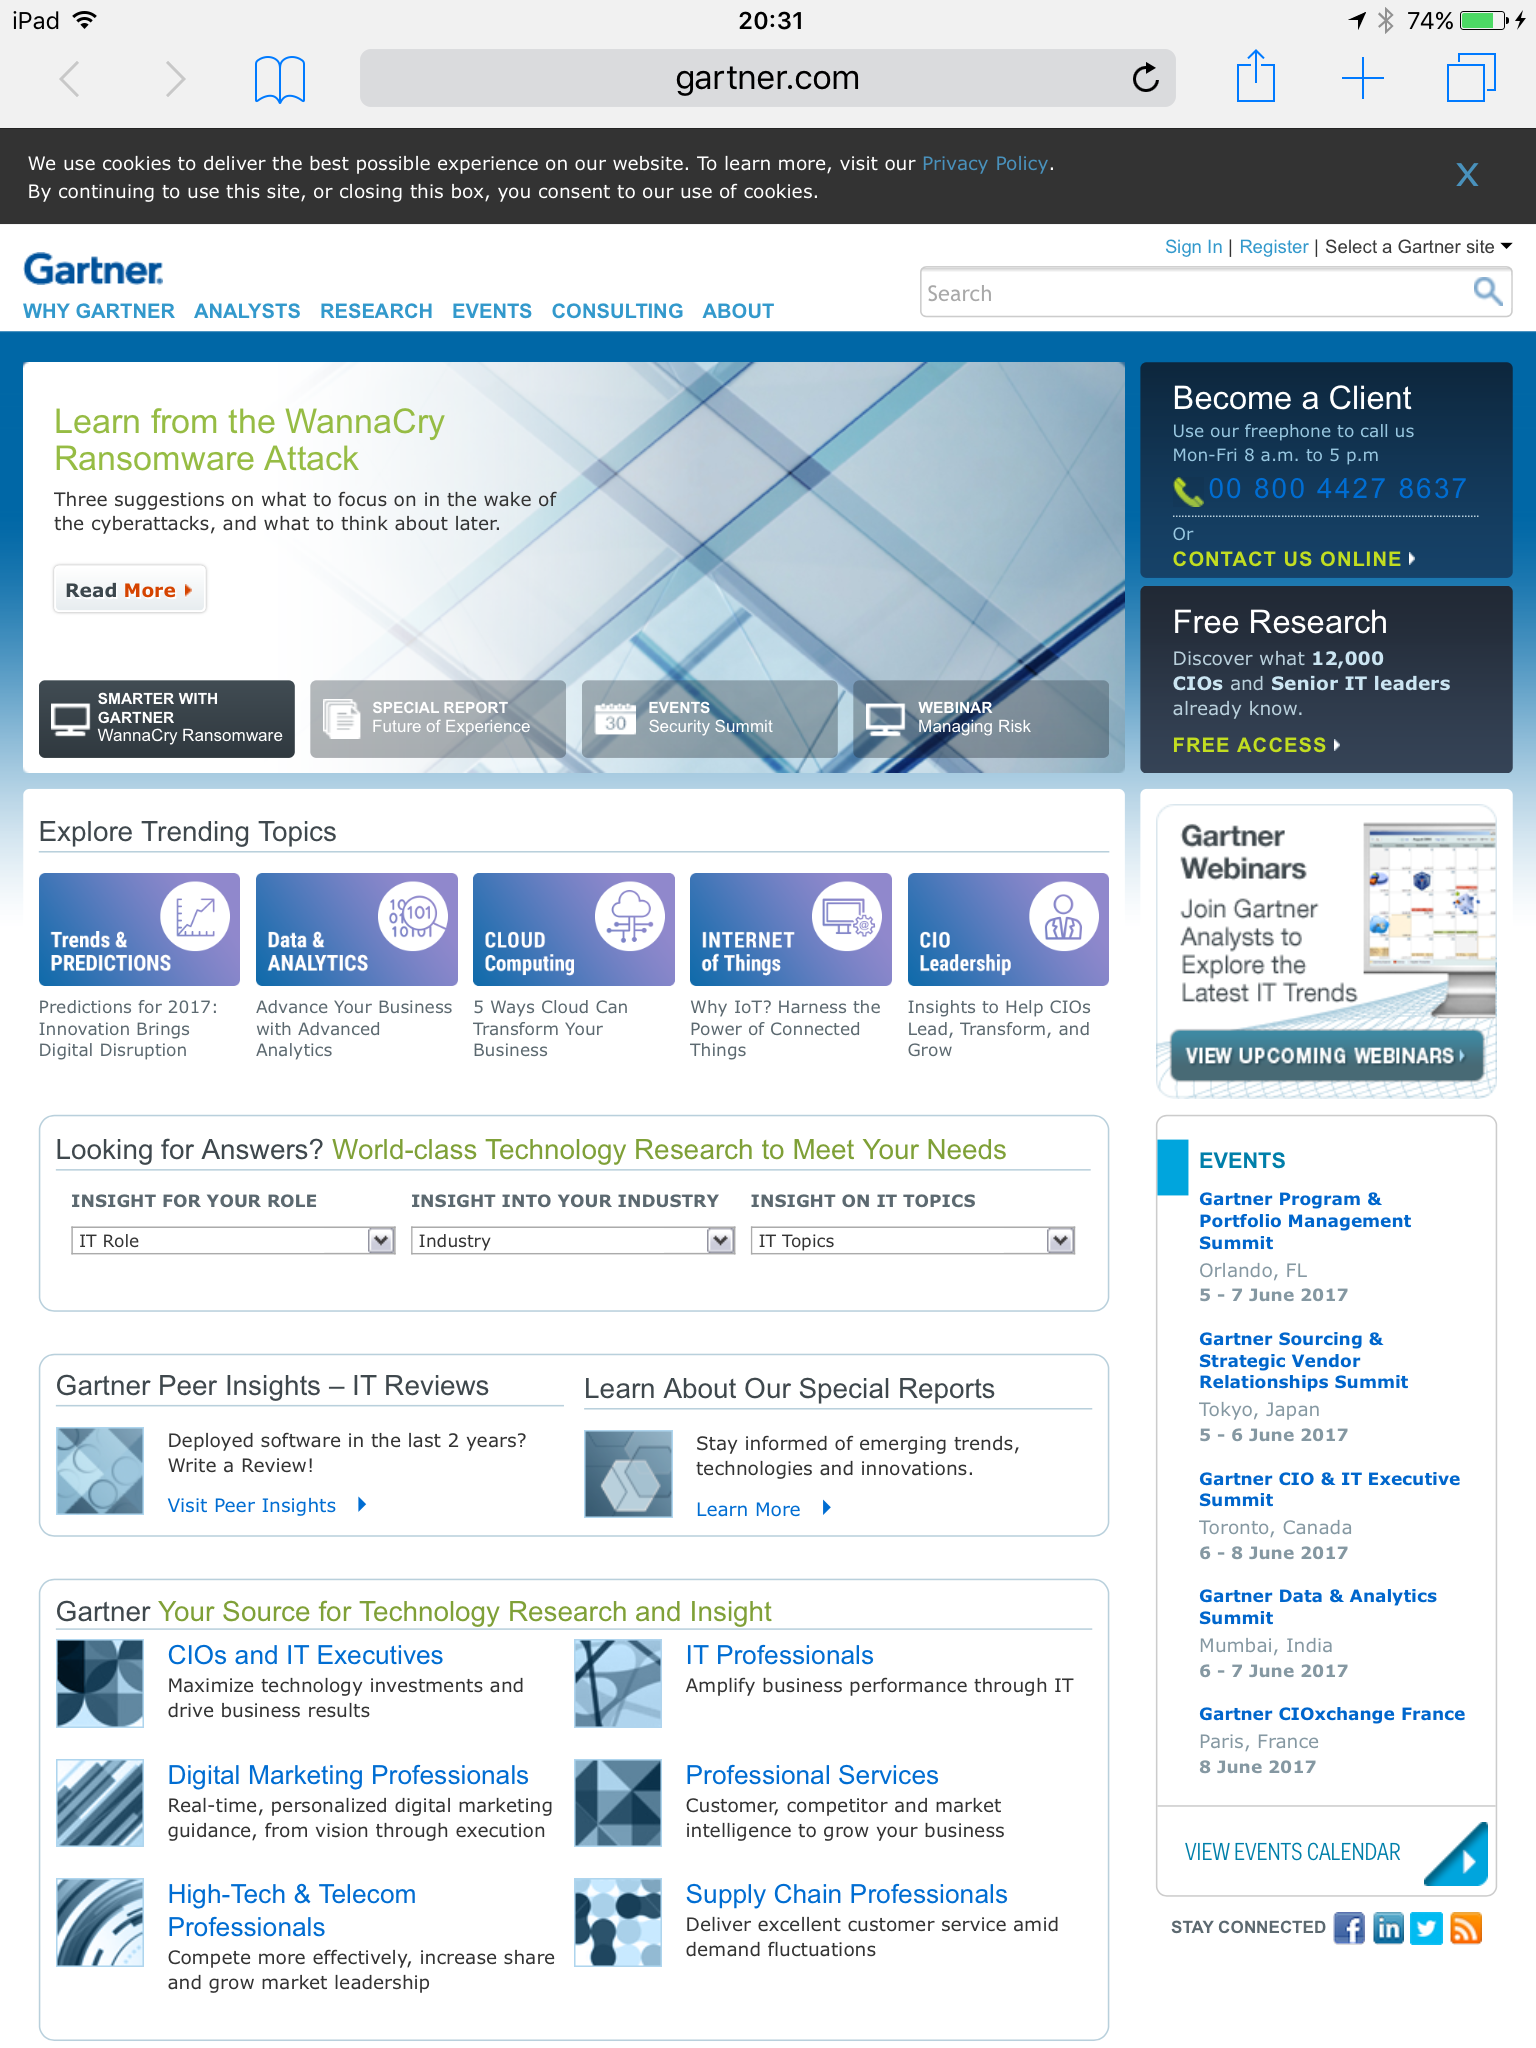 iPad
20:31
74%
gartner.com
We use cookies to deliver the best possible experience on our website. To learn more, visit our Privacy Policy.
By continuing to use this site, or closing this box, you consent to our use of cookies.
X
Sign In | Register | Select a Gartner site
Gartner.
Search
WHY GARTNER ANALYSTS RESEARCH EVENTS CONSULTING ABOUT
Learn from the WannaCry
Ransomware Attack
Three suggestions on what to focus on in the wake of
the cyberattacks, and what to think about later.
Read More
SMARTER WITH
GARTNER
WannaCry Ransomware
SPECIAL REPORT
Future of Experience
30
EVENTS
Security Summit
WEBINAR
Managing Risk
Become a Client
Use our freephone to call us
Mon-Fri 8 a.m. to 5 p.m
00 800 4427 8637
Or
CONTACT US ONLINE
Free Research
Discover what 12,000
CIOs and Senior IT leaders
already know.
FREE ACCESS
Explore Trending Topics
Trends &
PREDICTIONS
Predictions for 2017:
Innovation Brings
Digital Disruption
Data &
ANALYTICS
Advance Your Business
with Advanced
Analytics
CLOUD
Computing
5 Ways Cloud Can
Transform Your
Business
INTERNET
of Things
Why IoT? Harness the
Power of Connected
Things
CIO
Leadership
Insights to Help CIOs
Lead, Transform, and
Grow
Gartner
Webinars
Join Gartner
Analysts to
Explore the
Latest IT Trends
VIEW UPCOMING WEBINARS
Looking for Answers? World-class Technology Research to Meet Your Needs
INSIGHT FOR YOUR ROLE
IT Role
INSIGHT INTO YOUR INDUSTRY
Industry
INSIGHT ON IT TOPICS
IT Topics
Gartner Peer Insights – IT Reviews
Deployed software in the last 2 years?
Write a Review!
Visit Peer Insights
Learn About Our Special Reports
Stay informed of emerging trends,
technologies and innovations.
Learn More
Gartner Your Source for Technology Research and Insight
CIOs and IT Executives
Maximize technology investments and
drive business results
IT Professionals
Amplify business performance through IT
Digital Marketing Professionals
Real-time, personalized digital marketing
guidance, from vision through execution
Professional Services
Customer, competitor and market
intelligence to grow your business
High-Tech & Telecom
Professionals
Compete more effectively, increase share
and grow market leadership
Supply Chain Professionals
Deliver excellent customer service amid
demand fluctuations
EVENTS
Gartner Program &
Portfolio Management
Summit
Orlando, FL
5 - 7 June 2017
Gartner Sourcing &
Strategic Vendor
Relationships Summit
Tokyo, Japan
5 - 6 June 2017
Gartner CIO & IT Executive
Summit
Toronto, Canada
6 - 8 June 2017
Gartner Data & Analytics
Summit
Mumbai, India
6 - 7 June 2017
Gartner CIOxchange France
Paris, France
8 June 2017
VIEW EVENTS CALENDAR
STAY CONNECTED